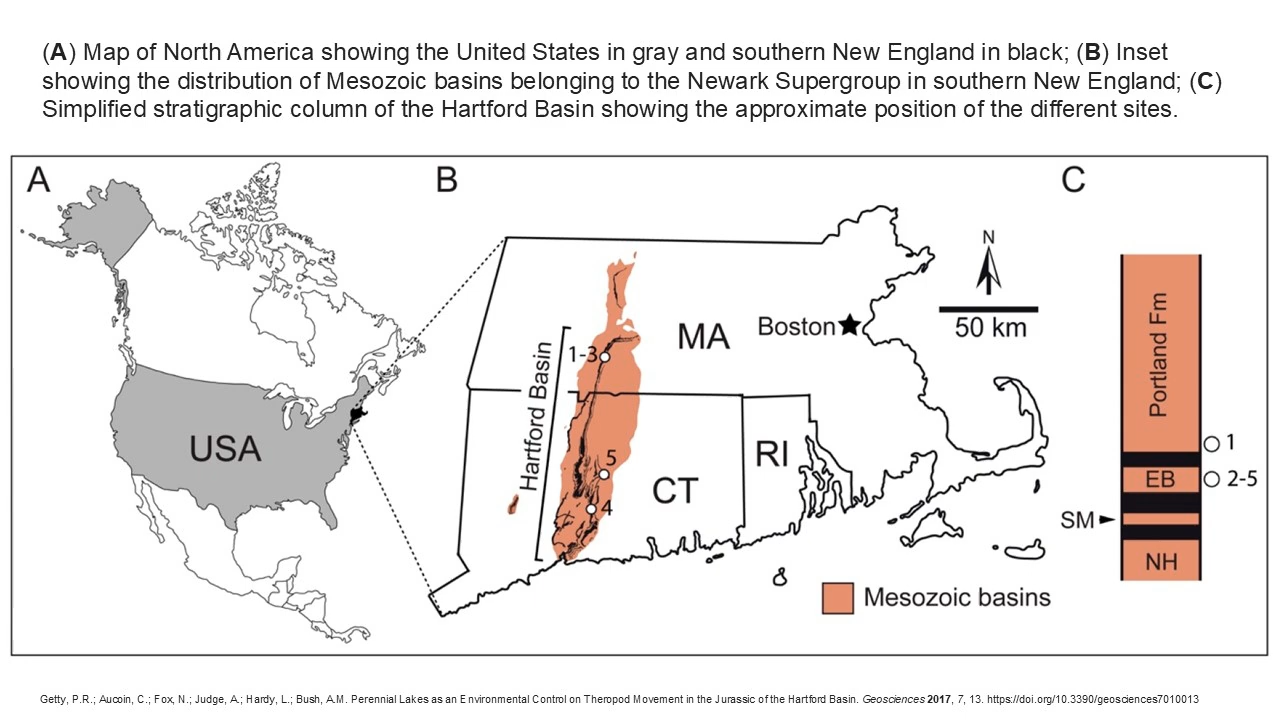 (A) Map of North America showing the United States in gray and southern New England in black; (B) Inset
showing the distribution of Mesozoic basins belonging to the Newark Supergroup in southern New England; (C)
Simplified stratigraphic column of the Hartford Basin showing the approximate position of the different sites.
A
USA
B
Hartford Basin
1-3
5
4
MA
CT
RI
Boston
N
50 km
Mesozoic basins
C
Portland Fm
1
EB
2-5
SM
NH
Getty, P.R.; Aucoin, C.; Fox, N.; Judge, A.; Hardy, L.; Bush, A.M. Perennial Lakes as an Environmental Control on Theropod Movement in the Jurassic of the Hartford Basin. Geosciences 2017, 7, 13. https://doi.org/10.3390/geosciences7010013